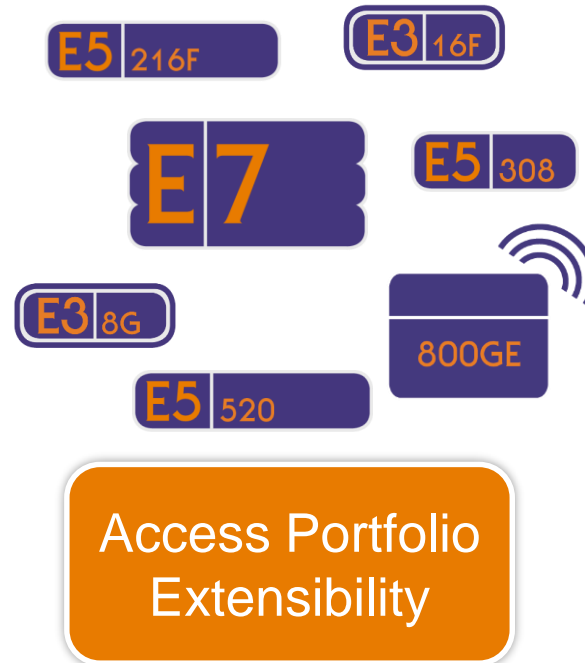 E5 216F
E3 16F
E7
E5 308
E3 8G
800GE
E5 520
Access Portfolio
Extensibility